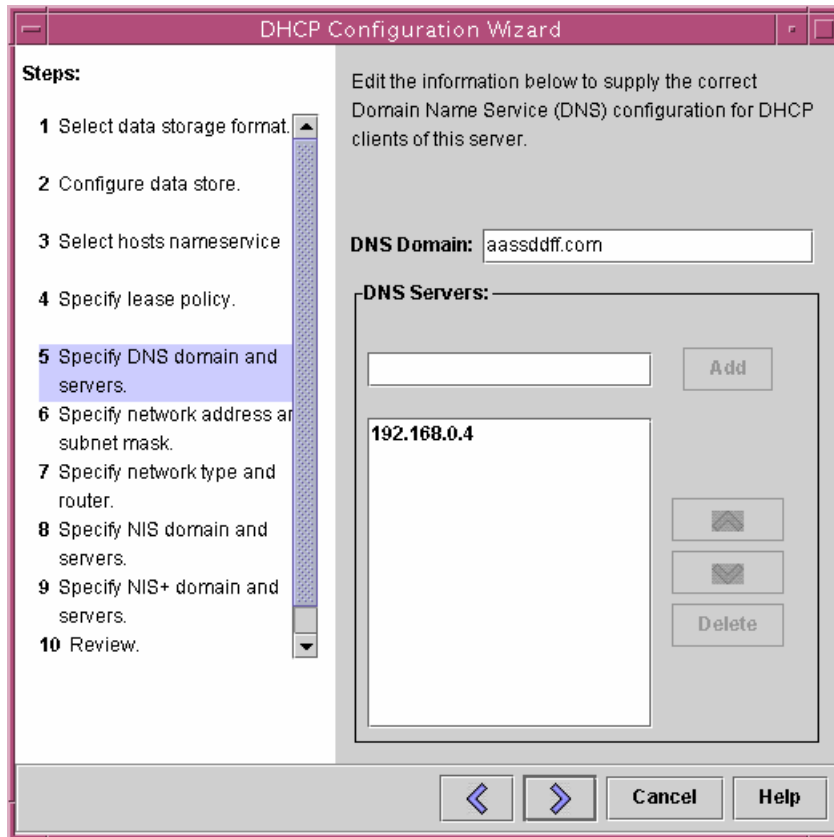 DHCP Configuration Wizard
Steps:
1 Select data storage format.
2 Configure data store.
3 Select hosts nameservice
4 Specify lease policy.
5 Specify DNS domain and
servers.
6 Specify network address ar
subnet mask.
7 Specify network type and
router.
8 Specify NIS domain and
servers.
9 Specify NIS+ domain and
servers.
10 Review.
Edit the information below to supply the correct
Domain Name Service (DNS) configuration for DHCP
clients of this server.
DNS Domain: aassddff.com
DNS Servers:
Add
192.168.0.4
Delete
Cancel
Help